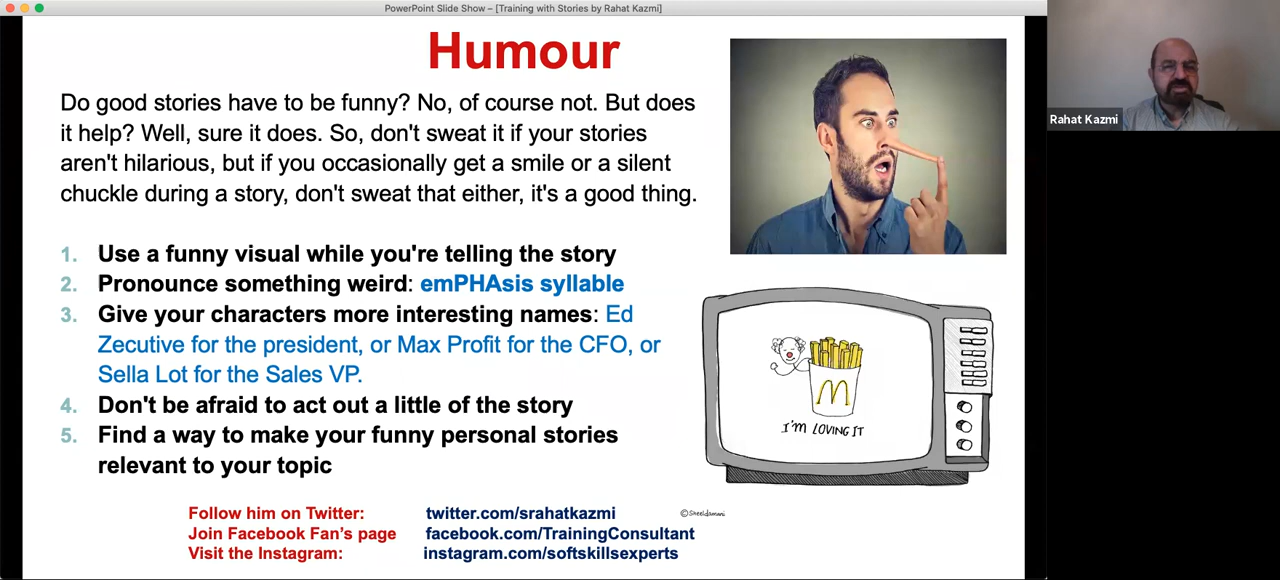 PowerPoint Slide Show – [Training with Stories by Rahat Kazmi]
Humour
Do good stories have to be funny? No, of course not. But does
it help? Well, sure it does. So, don't sweat it if your stories
aren't hilarious, but if you occasionally get a smile or a silent
chuckle during a story, don't sweat that either, it's a good thing.
1. Use a funny visual while you're telling the story
2. Pronounce something weird: emPHAsis syllable
3. Give your characters more interesting names: Ed
Zecutive for the president, or Max Profit for the CFO, or
Sella Lot for the Sales VP.
4. Don't be afraid to act out a little of the story
5. Find a way to make your funny personal stories
relevant to your topic
M
I'M LOVING IT
Follow him on Twitter: twitter.com/srahatkazmi
Join Facebook Fan's page facebook.com/TrainingConsultant
Visit the Instagram: instagram.com/softskillsexperts
Rahat Kazmi